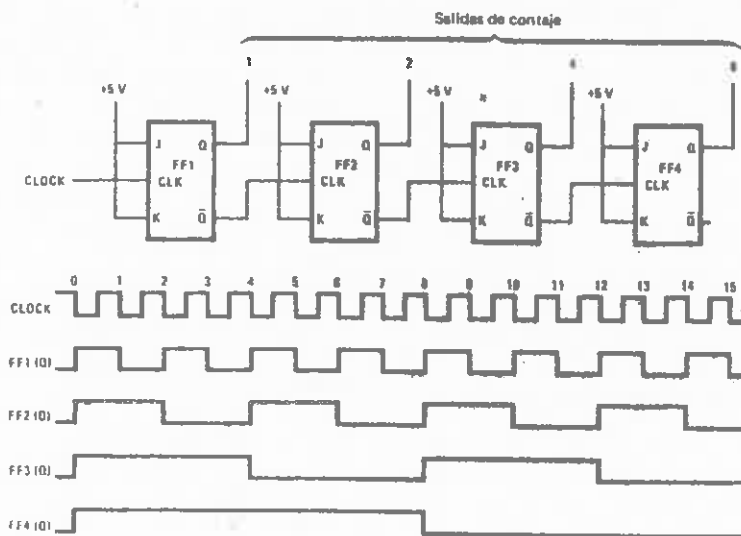 Salidas de contaje
1 2 4 8
+5 V +5 V +5 V +5 V
J Q J Q J Q J Q
FF1 FF2 FF3 FF4
CLOCK CLK CLK CLK CLK
K Q̄ K Q̄ K Q̄ K Q̄
0 1 2 3 4 5 6 7 8 9 10 11 12 13 14 15
CLOCK
FF1 (Q)
FF2 (Q)
FF3 (Q)
FF4 (Q)